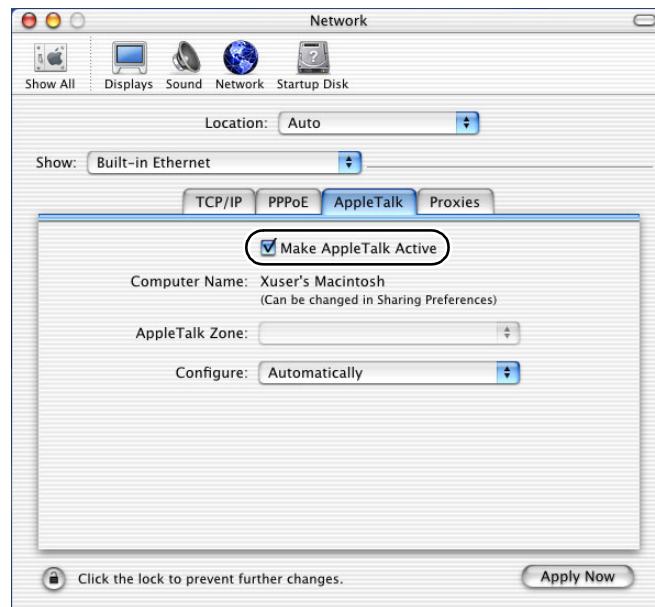 Network
Show All Displays Sound Network Startup Disk
Location: Auto
Show: Built-in Ethernet
TCP/IP PPPoE AppleTalk Proxies
Make AppleTalk Active
Computer Name: Xuser's Macintosh
(Can be changed in Sharing Preferences)
AppleTalk Zone:
Configure: Automatically
Click the lock to prevent further changes. Apply Now